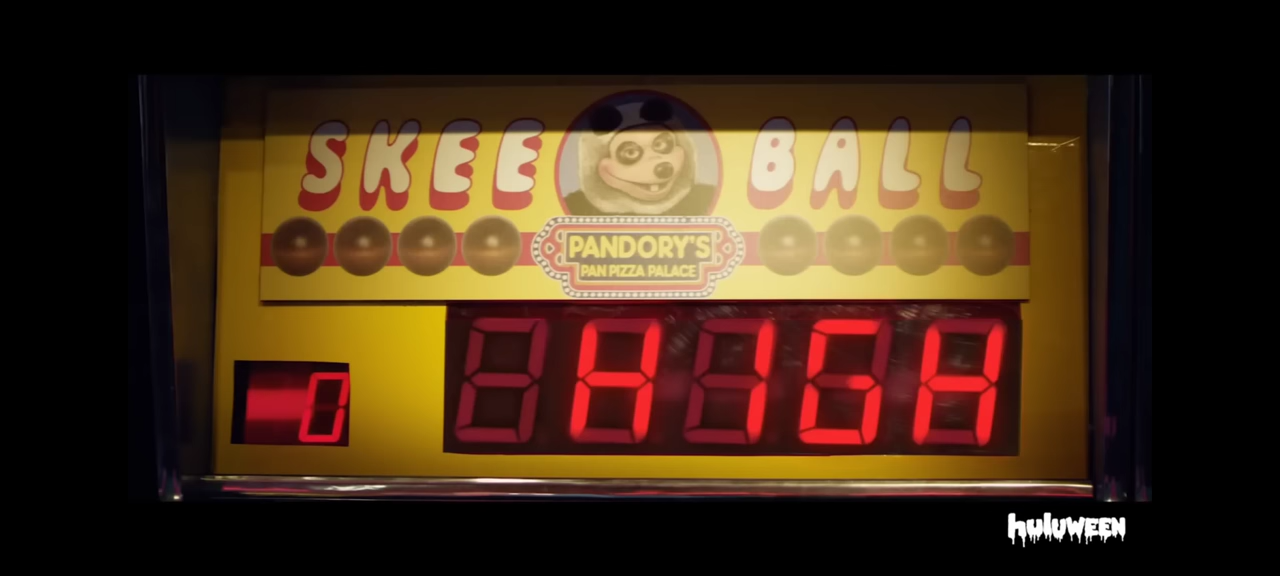 SKEE BALL
PANDORY'S
PAN PIZZA PALACE
0 HIGH
huluween